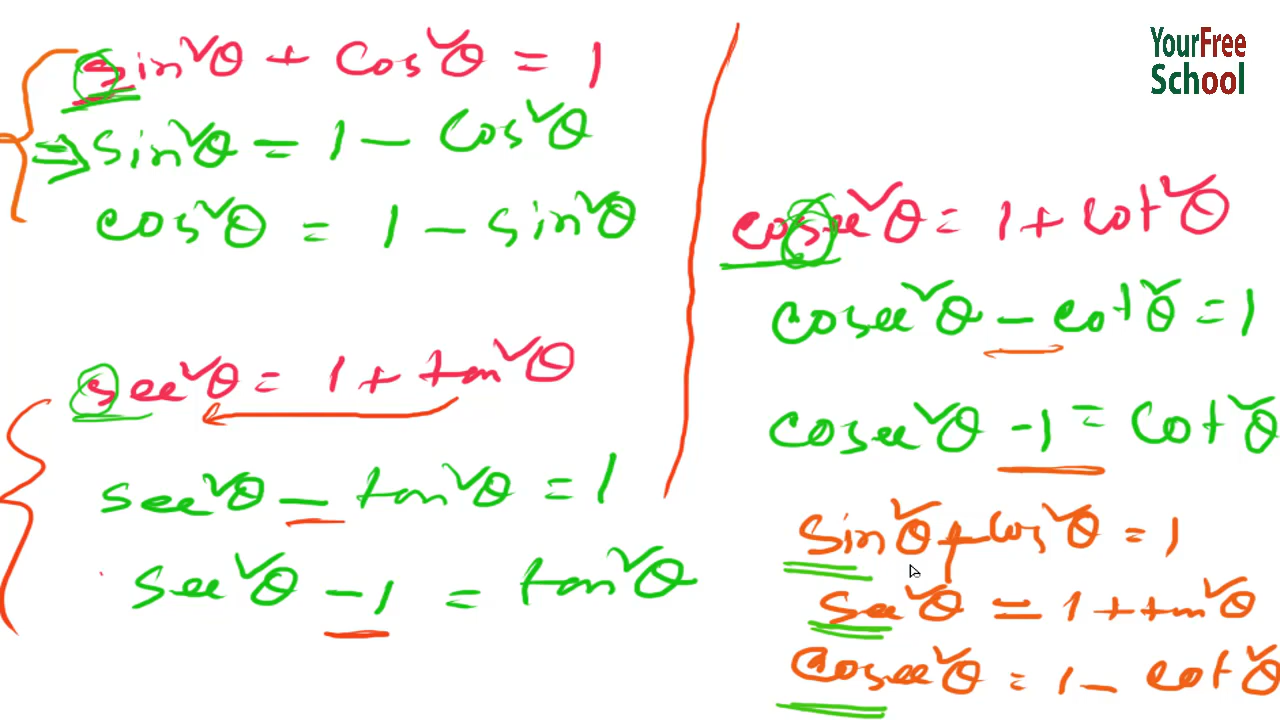 sin²θ + cos²θ = 1
⇒ sin²θ = 1 - cos²θ
cos²θ = 1 - sin²θ
sec²θ = 1 + tan²θ
sec²θ - tan²θ = 1
sec²θ - 1 = tan²θ
YourFree
School
cosec²θ = 1 + cot²θ
cosec²θ - cot²θ = 1
cosec²θ - 1 = cot²θ
sin²θ + cos²θ = 1
sec²θ = 1 + tan²θ
cosec²θ = 1 - cot²θ